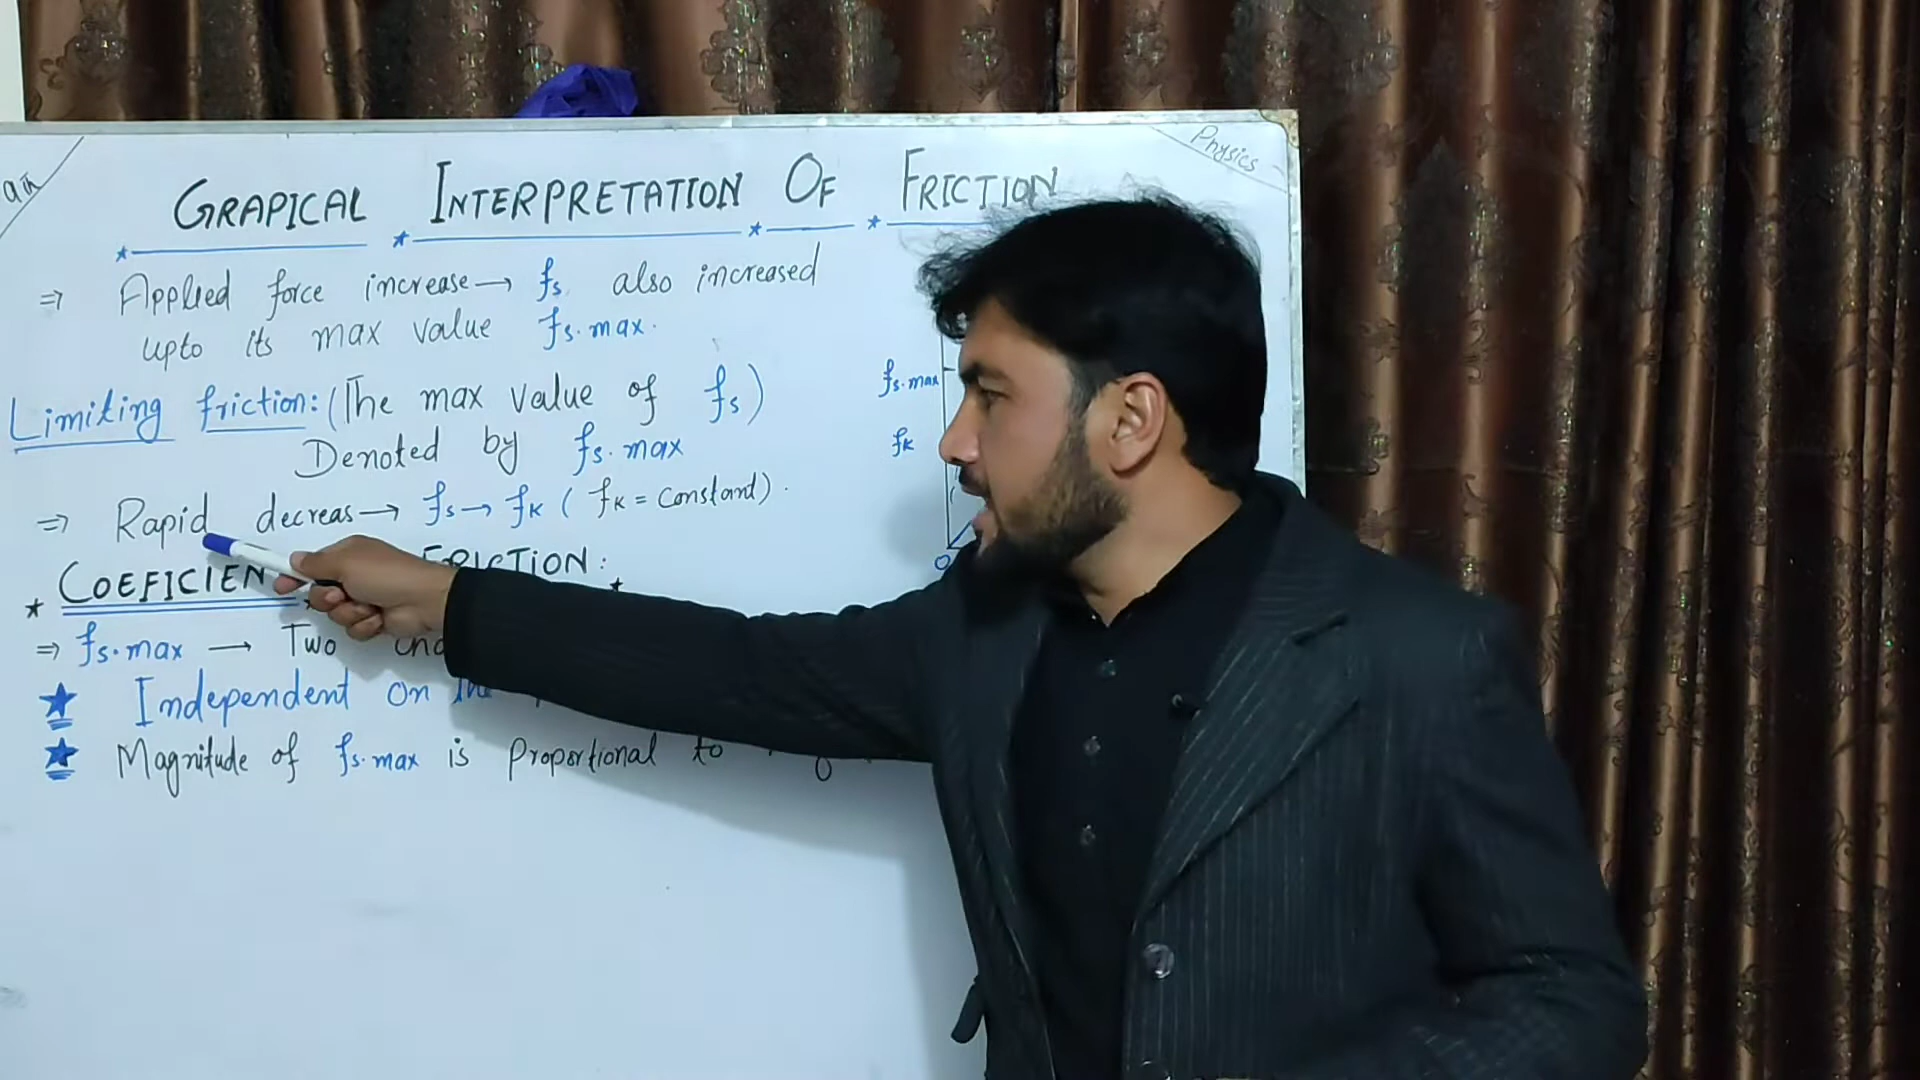 Physics
GRAPICAL INTERPRETATION OF FRICTION
⇒ Applied force increase → fs also increased
upto its max value fs.max.
Limiting friction: (The max value of fs)
Denoted by fs.max
⇒ Rapid decreas → fs → fK ( fK = Constant).
COEFICIEN FRICTION:
⇒ fs.max → Two
★ Independent on the
★ Magnitude of fs.max is proportional to
fs.max
fK
O